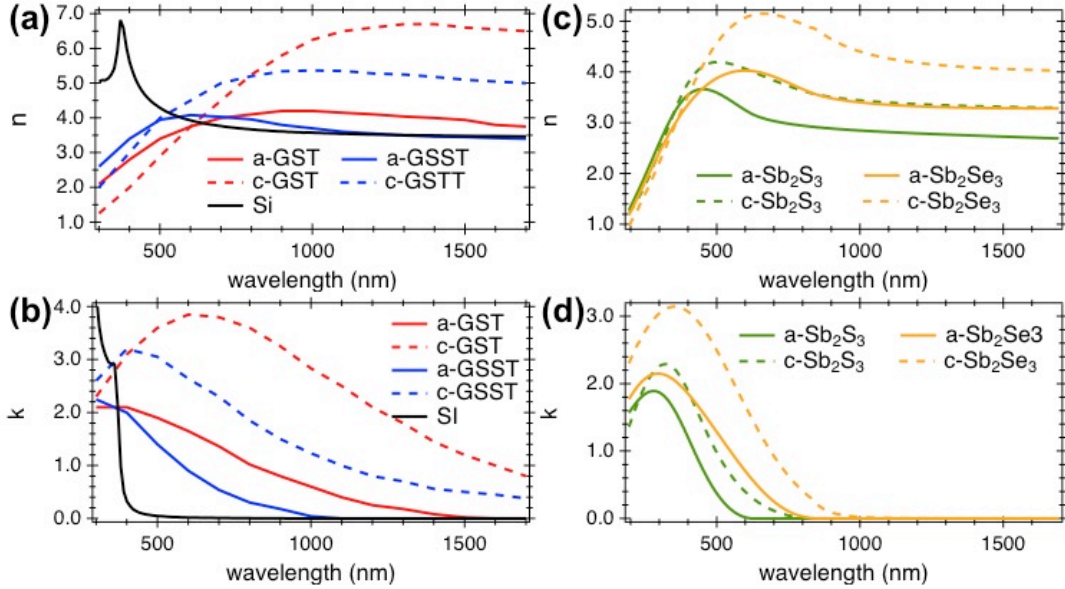 (a)
7.0
6.0
5.0
4.0
3.0
2.0
1.0
n
a-GST a-GSST
c-GST c-GSTT
Si
500 1000 1500
wavelength (nm)
(c)
5.0
4.0
3.0
2.0
1.0
n
a-Sb₂S₃ a-Sb₂Se₃
c-Sb₂S₃ c-Sb₂Se₃
500 1000 1500
wavelength (nm)
(b)
4.0
3.0
2.0
1.0
0.0
k
a-GST
c-GST
a-GSST
c-GSST
SI
500 1000 1500
wavelength (nm)
(d)
3.0
2.0
1.0
0.0
k
a-Sb₂S₃ a-Sb₂Se3
c-Sb₂S₃ c-Sb₂Se₃
500 1000 1500
wavelength (nm)